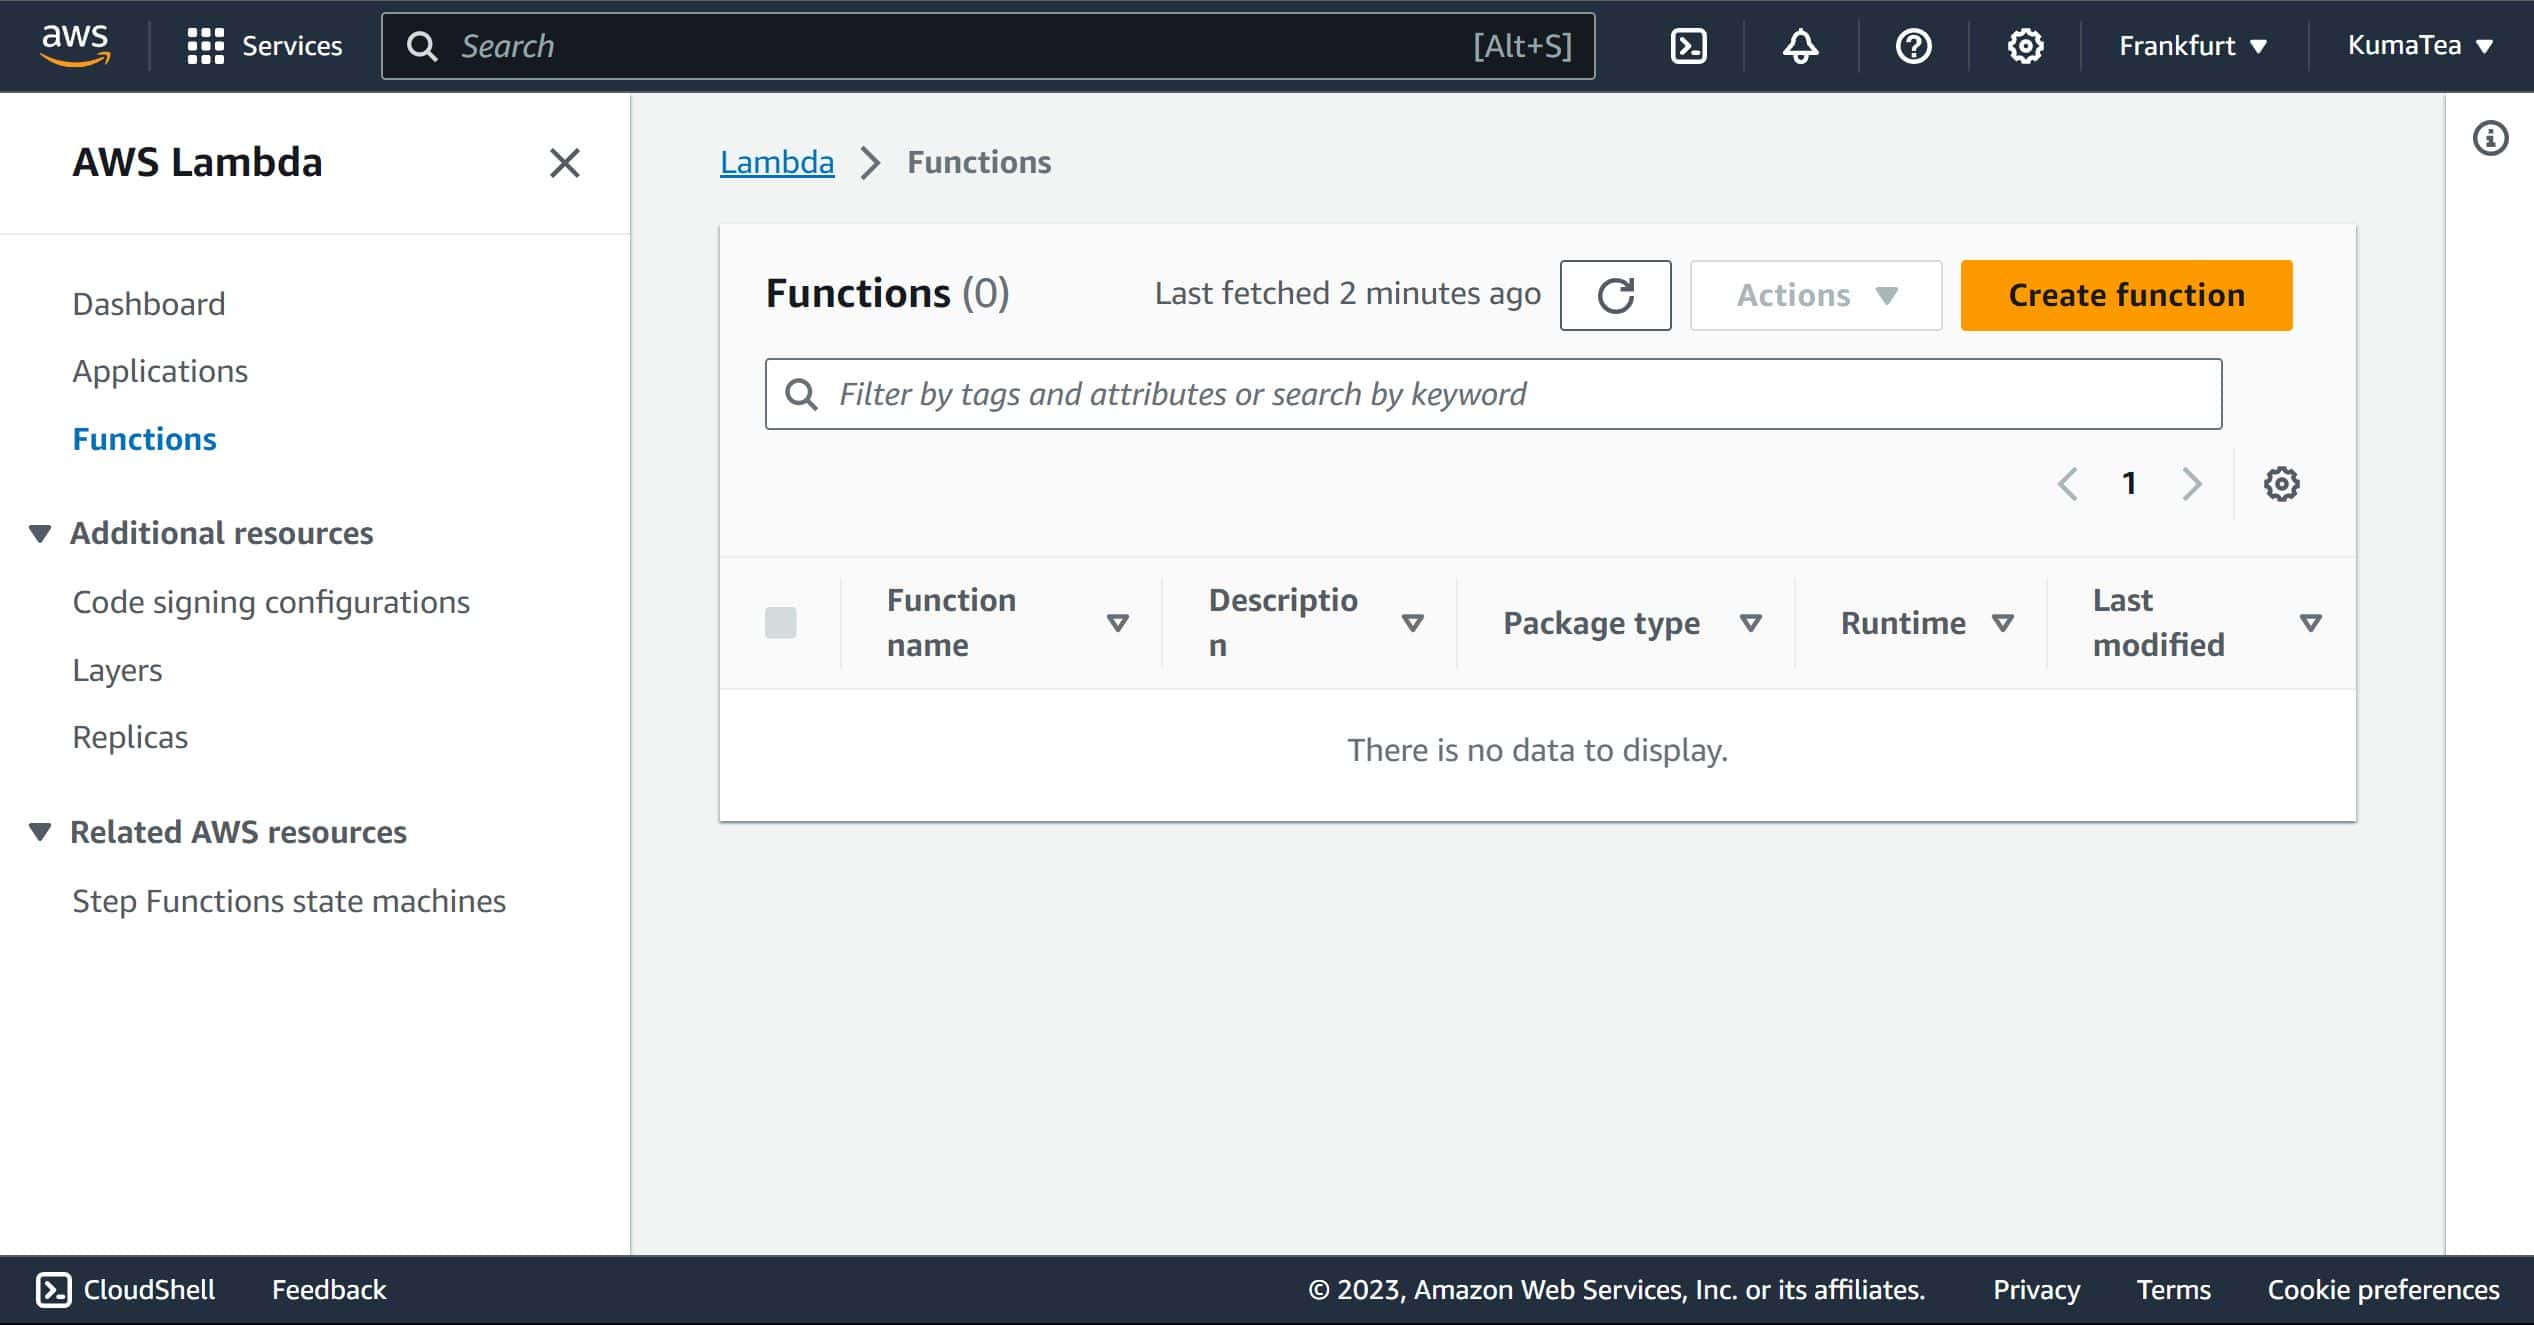 aws
Services
Search [Alt+S]
Frankfurt
KumaTea
AWS Lambda
Dashboard
Applications
Functions
Additional resources
Code signing configurations
Layers
Replicas
Related AWS resources
Step Functions state machines
Lambda > Functions
Functions (0)
Last fetched 2 minutes ago
Actions
Create function
Filter by tags and attributes or search by keyword
1
Function
name
Descriptio
n
Package type
Runtime
Last
modified
There is no data to display.
CloudShell
Feedback
© 2023, Amazon Web Services, Inc. or its affiliates.
Privacy
Terms
Cookie preferences